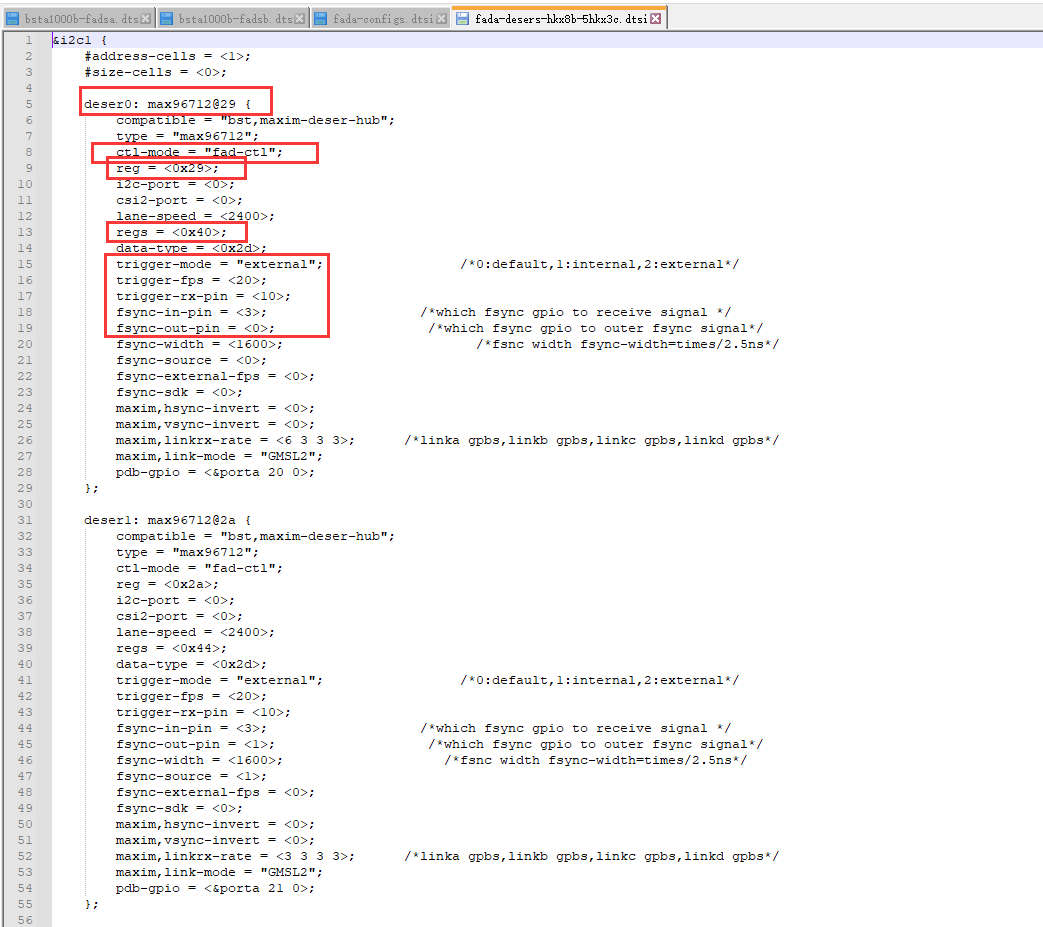 bsta1000b-fadsa.dts bsta1000b-fadsb.dts fada-configs.dtsi fada-desers-hkx8b-5hkx3c.dtsi
1 &i2c1 {
2 #address-cells = <1>;
3 #size-cells = <0>;
4
5 deser0: max96712@29 {
6 compatible = "bst,maxim-deser-hub";
7 type = "max96712";
8 ctl-mode = "fad-ctl";
9 reg = <0x29>;
10 i2c-port = <0>;
11 csi2-port = <0>;
12 lane-speed = <2400>;
13 regs = <0x40>;
14 data-type = <0x2d>;
15 trigger-mode = "external"; /*0:default,1:internal,2:external*/
16 trigger-fps = <20>;
17 trigger-rx-pin = <10>;
18 fsync-in-pin = <3>; /*which fsync gpio to receive signal */
19 fsync-out-pin = <0>; /*which fsync gpio to outer fsync signal*/
20 fsync-width = <1600>; /*fsnc width fsync-width=times/2.5ns*/
21 fsync-source = <0>;
22 fsync-external-fps = <0>;
23 fsync-sdk = <0>;
24 maxim,hsync-invert = <0>;
25 maxim,vsync-invert = <0>;
26 maxim,linkrx-rate = <6 3 3 3>; /*linka gpbs,linkb gpbs,linkc gpbs,linkd gpbs*/
27 maxim,link-mode = "GMSL2";
28 pdb-gpio = <&porta 20 0>;
29 };
30
31 deser1: max96712@2a {
32 compatible = "bst,maxim-deser-hub";
33 type = "max96712";
34 ctl-mode = "fad-ctl";
35 reg = <0x2a>;
36 i2c-port = <0>;
37 csi2-port = <0>;
38 lane-speed = <2400>;
39 regs = <0x44>;
40 data-type = <0x2d>;
41 trigger-mode = "external"; /*0:default,1:internal,2:external*/
42 trigger-fps = <20>;
43 trigger-rx-pin = <10>;
44 fsync-in-pin = <3>; /*which fsync gpio to receive signal */
45 fsync-out-pin = <1>; /*which fsync gpio to outer fsync signal*/
46 fsync-width = <1600>; /*fsnc width fsync-width=times/2.5ns*/
47 fsync-source = <1>;
48 fsync-external-fps = <0>;
49 fsync-sdk = <0>;
50 maxim,hsync-invert = <0>;
51 maxim,vsync-invert = <0>;
52 maxim,linkrx-rate = <3 3 3 3>; /*linka gpbs,linkb gpbs,linkc gpbs,linkd gpbs*/
53 maxim,link-mode = "GMSL2";
54 pdb-gpio = <&porta 21 0>;
55 };
56